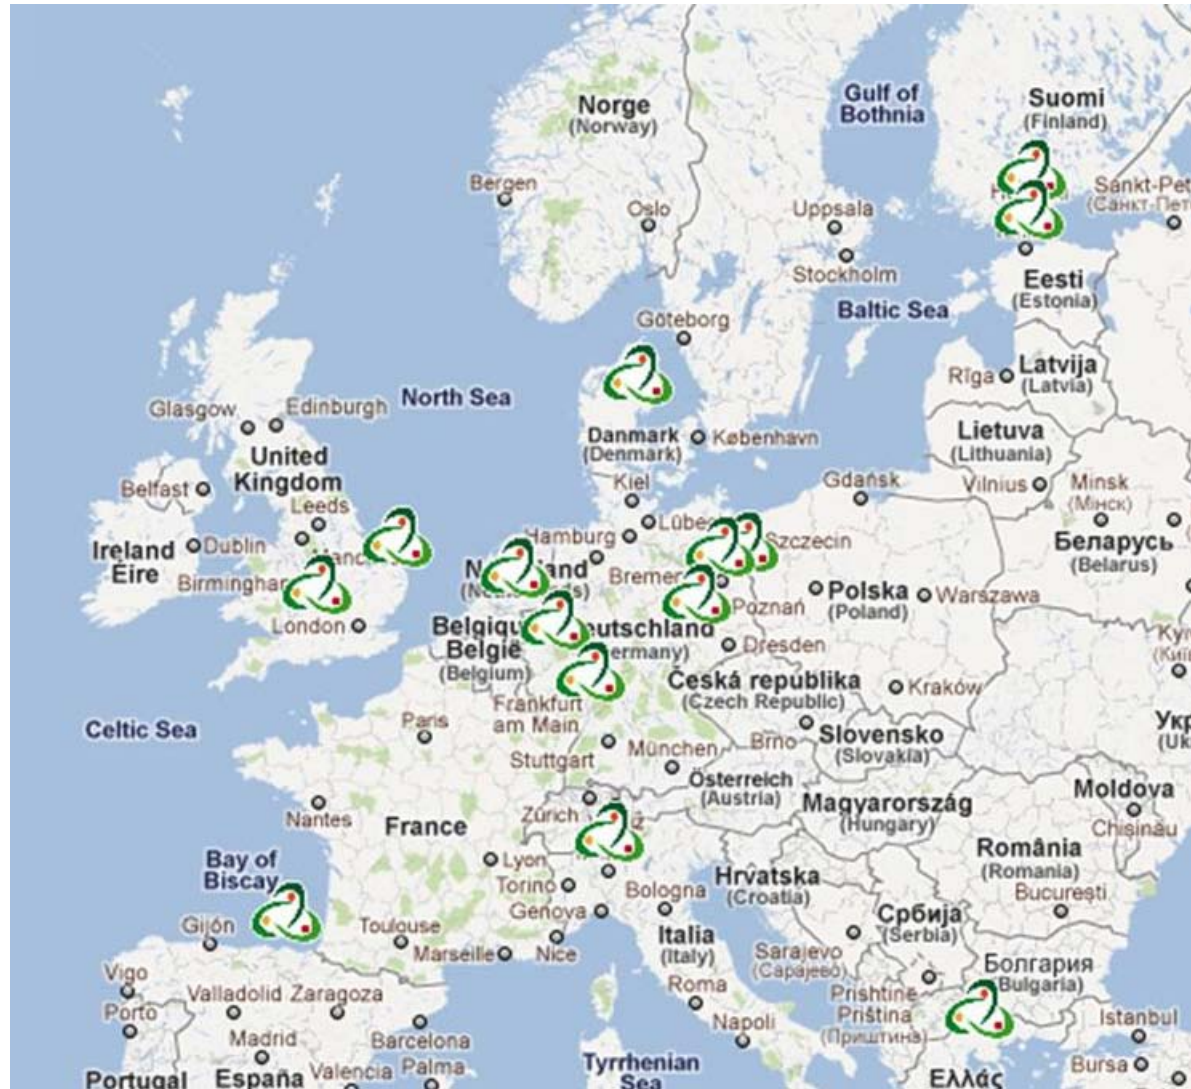 Norge
(Norway)
Gulf of
Bothnia
Suomi
(Finland)
Bergen
Oslo
Uppsala
Sankt-Pet
(Санкт-Пет
Stockholm
Eesti
(Estonia)
Baltic Sea
Göteborg
Rīga
Latvija
(Latvia)
North Sea
Glasgow
Edinburgh
Danmark
(Denmark)
København
Lietuva
(Lithuania)
United
Kingdom
Kiel
Gdańsk
Vilnius
Minsk
(Мінск)
Belfast
Leeds
Hamburg
Szczecin
Беларусь
(Belarus)
Ireland
Éire
Dublin
Polska
(Poland)
Warszawa
Poznań
London
België
(Belgium)
Dresden
Česká republika
(Czech Republic)
Kraków
Celtic Sea
Paris
Frankfurt
am Main
Stuttgart
München
Brno
Slovensko
(Slovakia)
Österreich
(Austria)
Magyarország
(Hungary)
Moldova
Chișinău
Nantes
France
Zürich
România
(Romania)
București
Bay of
Biscay
Lyon
Torino
Bologna
Hrvatska
(Croatia)
Genova
Србија
(Serbia)
Gijón
Toulouse
Marseille
Nice
Italia
(Italy)
Sarajevo
(Сарајево)
Болгария
(Bulgaria)
Vigo
Porto
Valladolid
Zaragoza
Roma
Prishtinë
Priština
(Приштина)
Istanbul
Madrid
Barcelona
Napoli
Portugal
España
Valencia
Palma
Tyrrhenian
Sea
Ελλάς
Bursa